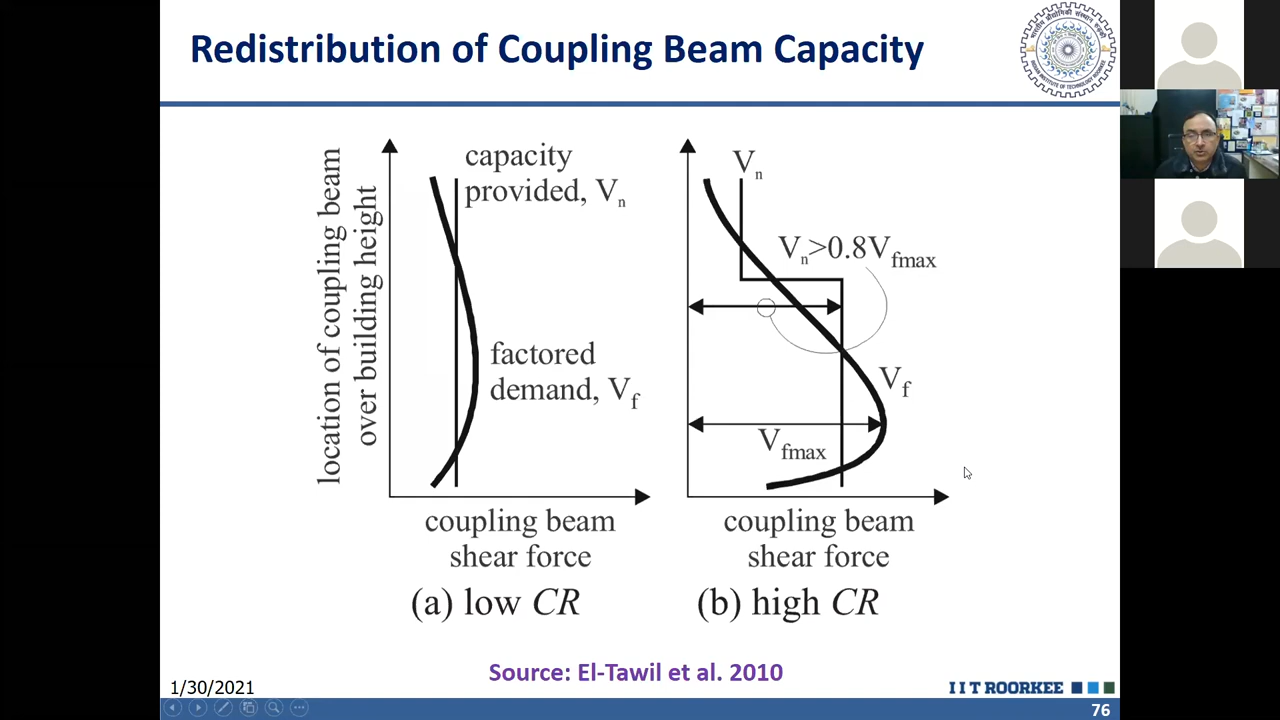 Redistribution of Coupling Beam Capacity
location of coupling beam
over building height
capacity
provided, Vn
factored
demand, Vf
coupling beam
shear force
(a) low CR
Vn
Vn>0.8Vfmax
Vf
Vfmax
coupling beam
shear force
(b) high CR
Source: El-Tawil et al. 2010
1/30/2021
I I T ROORKEE
76